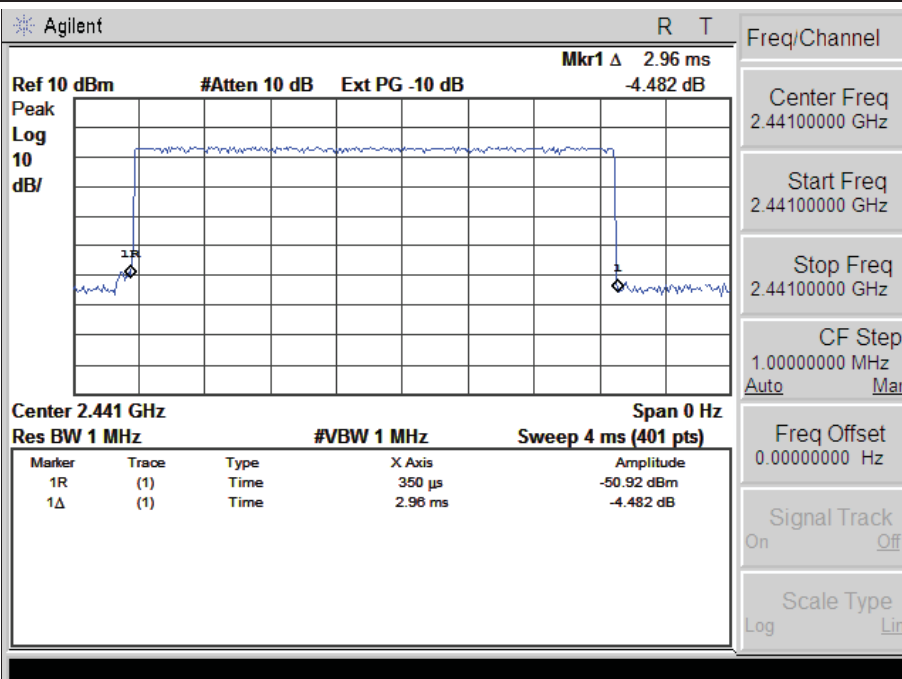 Agilent R T
Mkr1 Δ 2.96 ms
Ref 10 dBm #Atten 10 dB Ext PG -10 dB -4.482 dB
Peak
Log
10
dB/
1R
1
Center 2.441 GHz Span 0 Hz
Res BW 1 MHz #VBW 1 MHz Sweep 4 ms (401 pts)
Marker Trace Type X Axis Amplitude
1R (1) Time 350 µs -50.92 dBm
1Δ (1) Time 2.96 ms -4.482 dB
Freq/Channel
Center Freq
2.44100000 GHz
Start Freq
2.44100000 GHz
Stop Freq
2.44100000 GHz
CF Step
1.00000000 MHz
Auto Man
Freq Offset
0.00000000 Hz
Signal Track
On Off
Scale Type
Log Lin